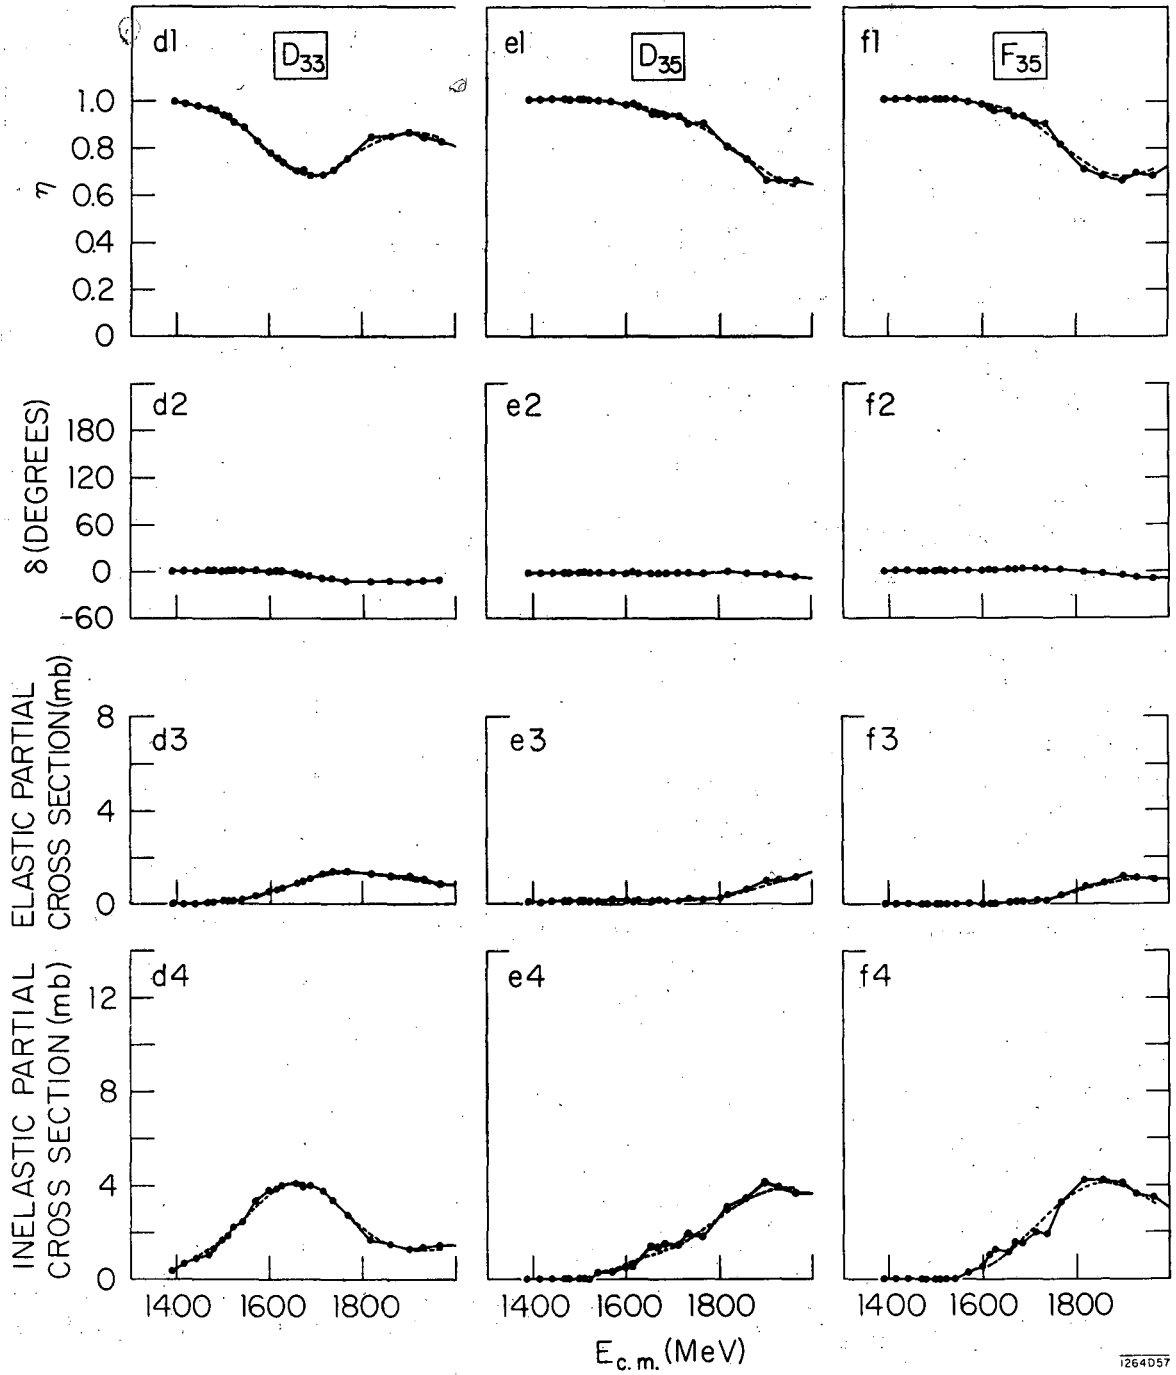 d1
D33
e1
D35
f1
F35
1.0
0.8
0.6
0.4
0.2
0
η
d2
e2
f2
180
120
60
0
-60
δ (DEGREES)
d3
e3
f3
8
4
0
ELASTIC PARTIAL
CROSS SECTION (mb)
d4
e4
f4
12
8
4
0
INELASTIC PARTIAL
CROSS SECTION (mb)
1400 1600 1800
1400 1600 1800
1400 1600 1800
E c.m. (MeV)
1264D57